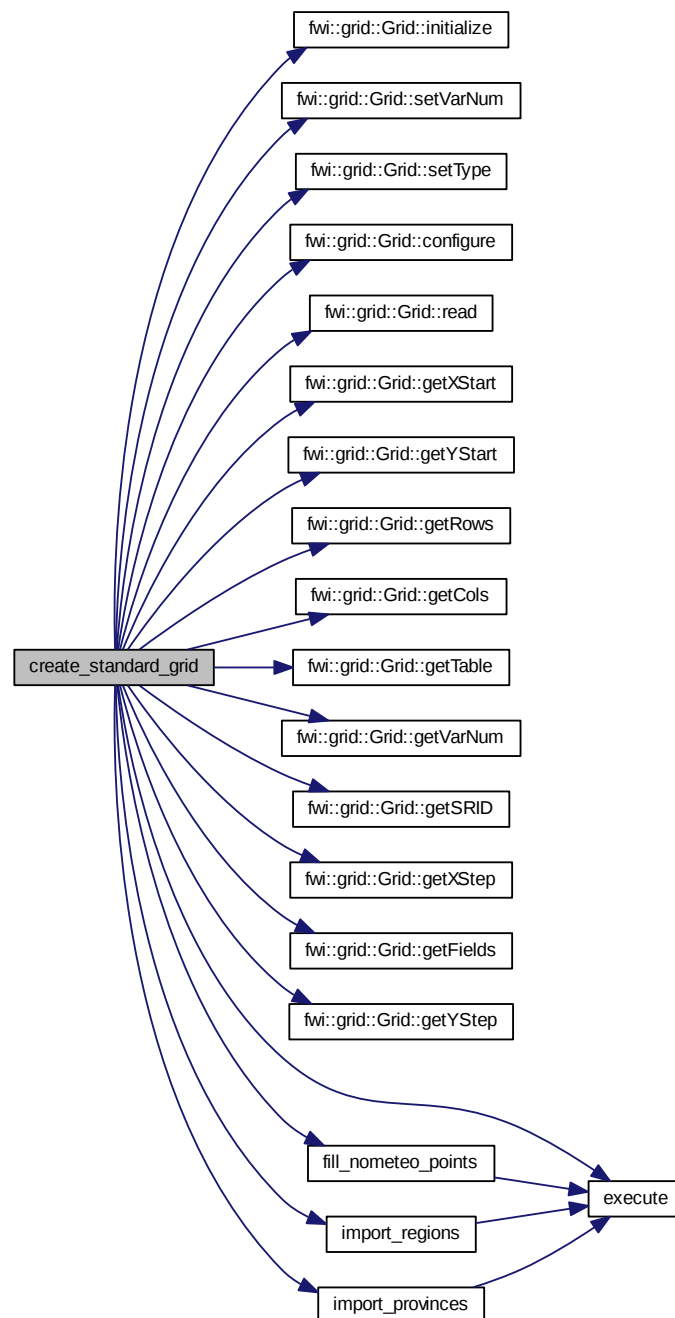 fwi::grid::Grid::initialize
fwi::grid::Grid::setVarNum
fwi::grid::Grid::setType
fwi::grid::Grid::configure
fwi::grid::Grid::read
fwi::grid::Grid::getXStart
fwi::grid::Grid::getYStart
fwi::grid::Grid::getRows
fwi::grid::Grid::getCols
create_standard_grid
fwi::grid::Grid::getTable
fwi::grid::Grid::getVarNum
fwi::grid::Grid::getSRID
fwi::grid::Grid::getXStep
fwi::grid::Grid::getFields
fwi::grid::Grid::getYStep
fill_nometeo_points
execute
import_regions
import_provinces